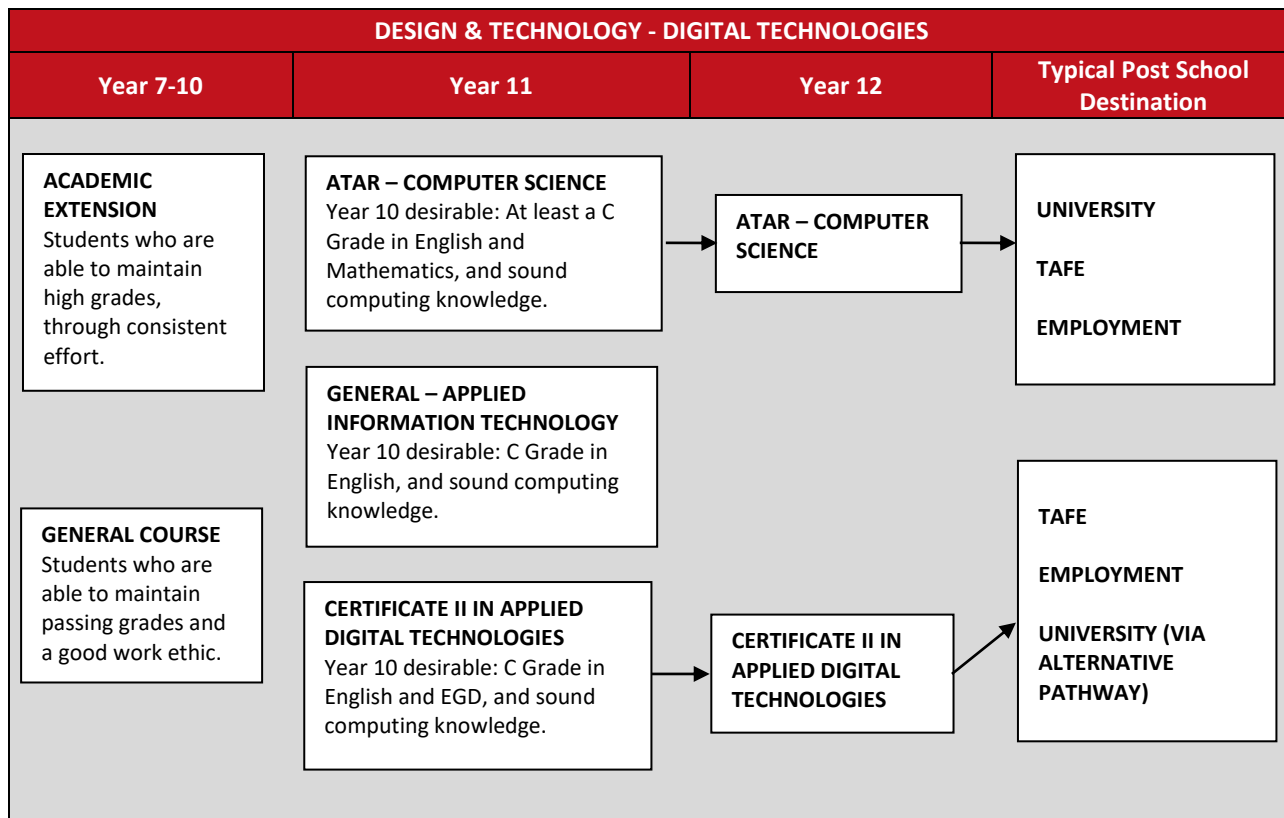 DESIGN & TECHNOLOGY - DIGITAL TECHNOLOGIES
Year 7-10
Year 11
Year 12
Typical Post School
Destination
ACADEMIC
EXTENSION
Students who are
able to maintain
high grades,
through consistent
effort.
GENERAL COURSE
Students who are
able to maintain
passing grades and
a good work ethic.
ATAR – COMPUTER SCIENCE
Year 10 desirable: At least a C
Grade in English and
Mathematics, and sound
computing knowledge.
GENERAL – APPLIED
INFORMATION TECHNOLOGY
Year 10 desirable: C Grade in
English, and sound computing
knowledge.
CERTIFICATE II IN APPLIED
DIGITAL TECHNOLOGIES
Year 10 desirable: C Grade in
English and EGD, and sound
computing knowledge.
ATAR – COMPUTER
SCIENCE
CERTIFICATE II IN
APPLIED DIGITAL
TECHNOLOGIES
UNIVERSITY
TAFE
EMPLOYMENT
TAFE
EMPLOYMENT
UNIVERSITY (VIA
ALTERNATIVE
PATHWAY)